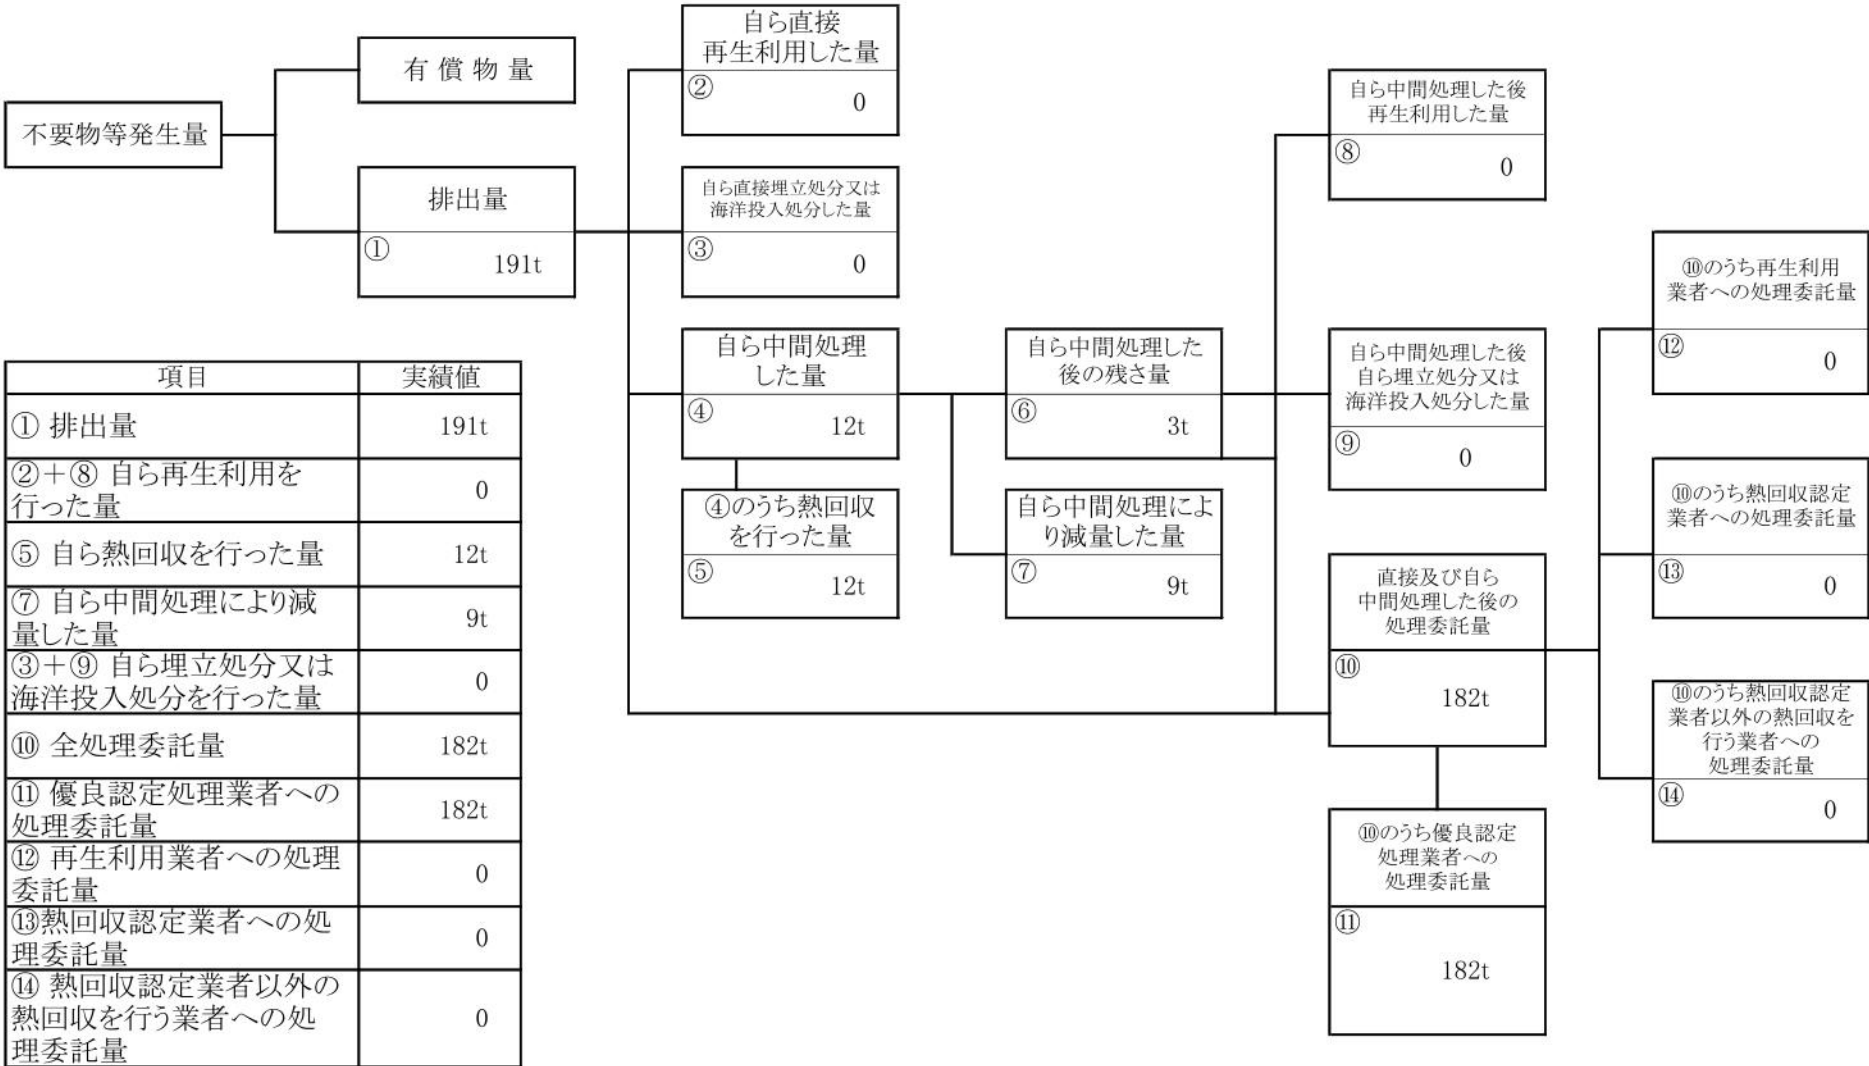 不要物等発生量
有償物量
排出量
①
191t
自ら直接
再生利用した量
②
0
自ら直接埋立処分又は
海洋投入処分した量
③
0
自ら中間処理
した量
④
12t
④のうち熱回収
を行った量
⑤
12t
自ら中間処理した
後の残さ量
⑥
3t
自ら中間処理によ
り減量した量
⑦
9t
自ら中間処理した後
再生利用した量
⑧
0
自ら中間処理した後
自ら埋立処分又は
海洋投入処分した量
⑨
0
直接及び自ら
中間処理した後の
処理委託量
⑩
182t
⑩のうち優良認定
処理業者への
処理委託量
⑪
182t
⑩のうち再生利用
業者への処理委託量
⑫
0
⑩のうち熱回収認定
業者への処理委託量
⑬
0
⑩のうち熱回収認定
業者以外の熱回収を
行う業者への
処理委託量
⑭
0
項目 実績値
① 排出量 191t
②+⑧ 自ら再生利用を
行った量 0
⑤ 自ら熱回収を行った量 12t
⑦ 自ら中間処理により減
量した量 9t
③+⑨ 自ら埋立処分又は
海洋投入処分を行った量 0
⑩ 全処理委託量 182t
⑪ 優良認定処理業者への
処理委託量 182t
⑫ 再生利用業者への処理
委託量 0
⑬熱回収認定業者への処
理委託量 0
⑭ 熱回収認定業者以外の
熱回収を行う業者への処
理委託量 0